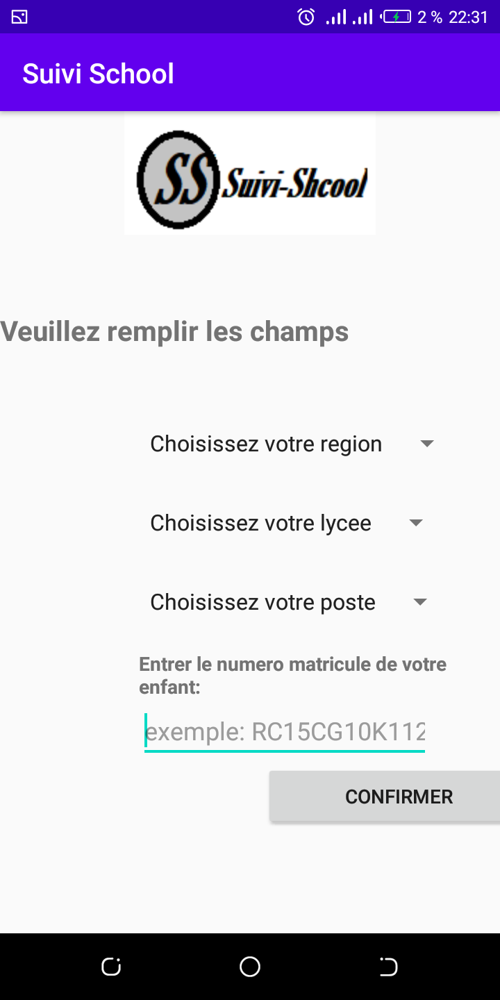 2 % 22:31
Suivi School
SS Suivi-Shcool
Veuillez remplir les champs
Choisissez votre region
Choisissez votre lycee
Choisissez votre poste
Entrer le numero matricule de votre
enfant:
exemple: RC15CG10K112
CONFIRMER